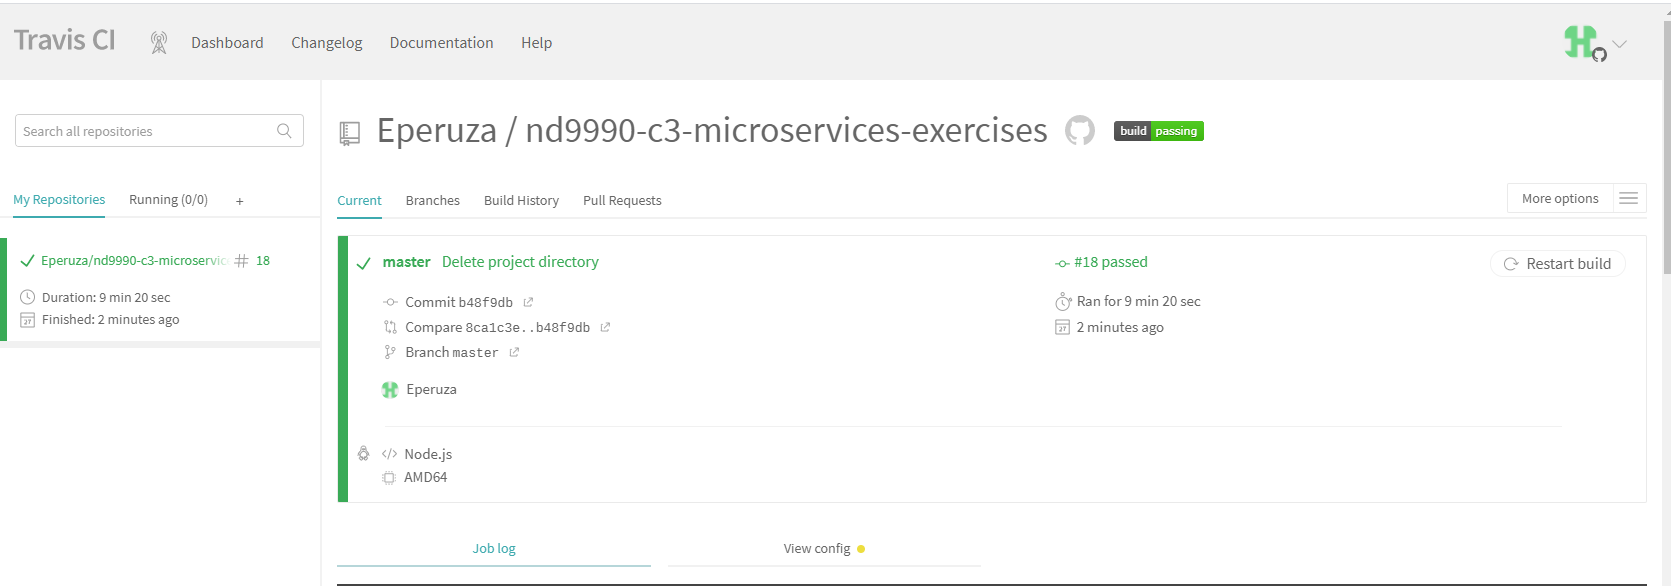 Travis CI Dashboard Changelog Documentation Help
Search all repositories
My Repositories Running (0/0) +
Eperuza/nd9990-c3-microservic # 18
Duration: 9 min 20 sec
Finished: 2 minutes ago
Eperuza / nd9990-c3-microservices-exercises build passing
Current Branches Build History Pull Requests More options
master Delete project directory #18 passed Restart build
Commit b48f9db Ran for 9 min 20 sec
Compare 8ca1c3e..b48f9db 2 minutes ago
Branch master
Eperuza
</> Node.js
AMD64
Job log View config